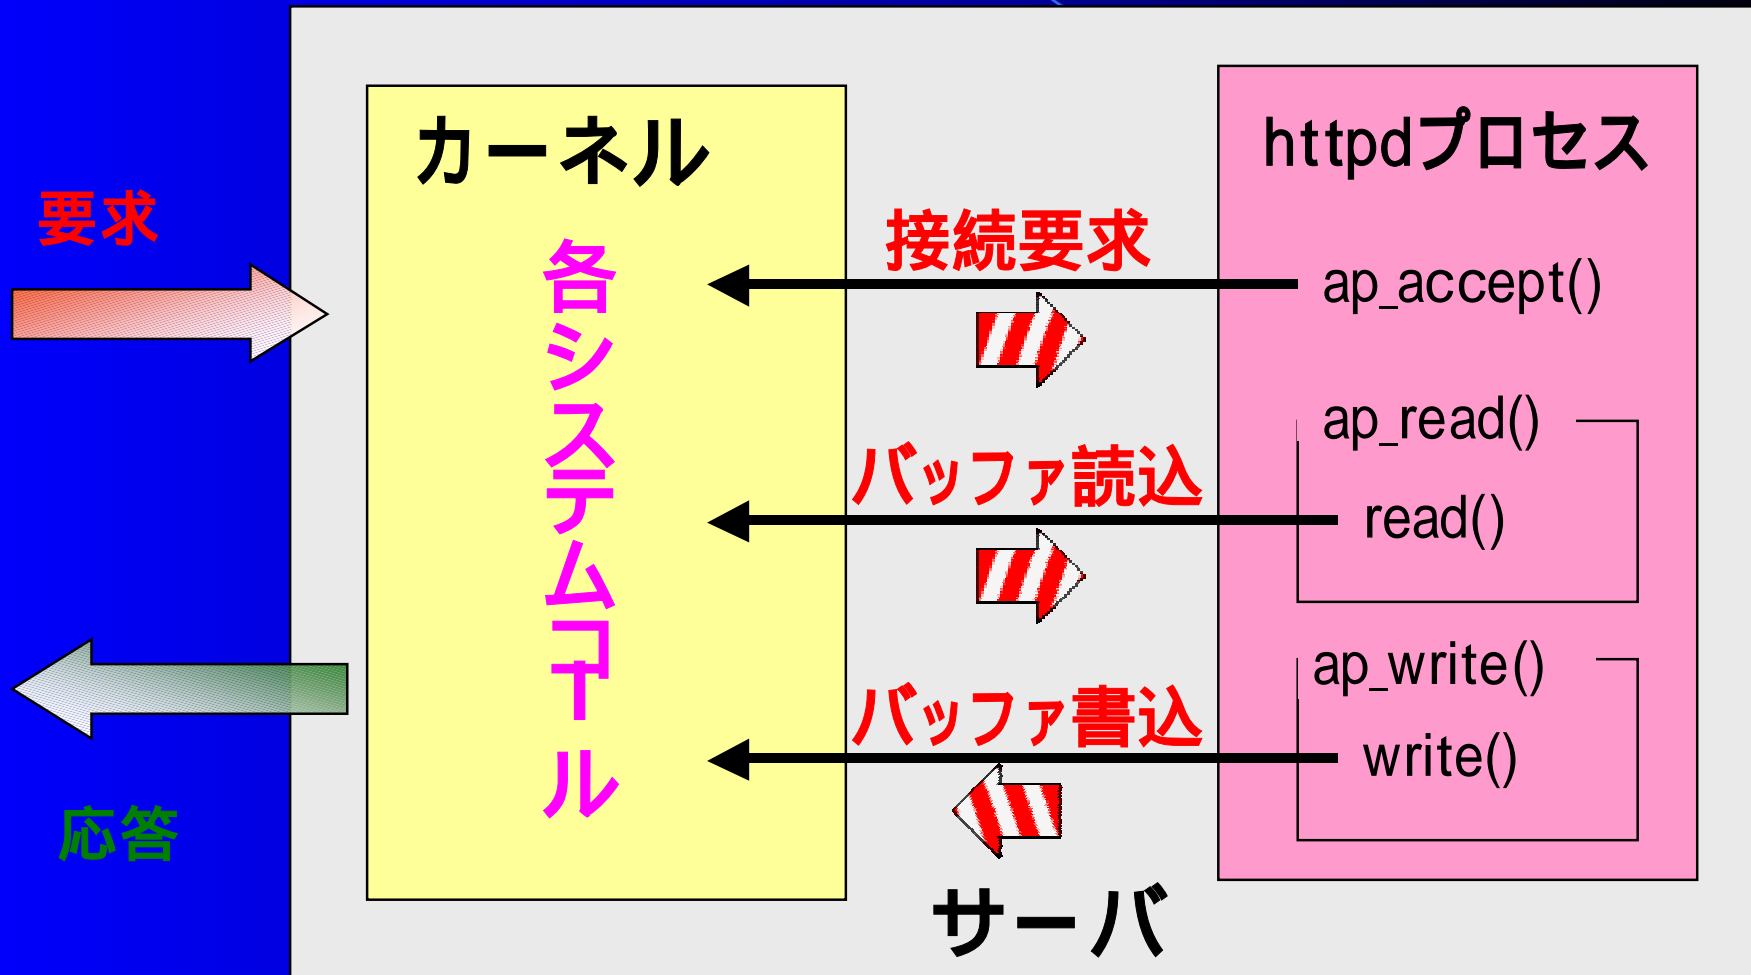 要求
応答
カーネル
各システムコール
接続要求
バッファ読込
バッファ書込
httpdプロセス
ap_accept()
ap_read()
read()
ap_write()
write()
サーバ